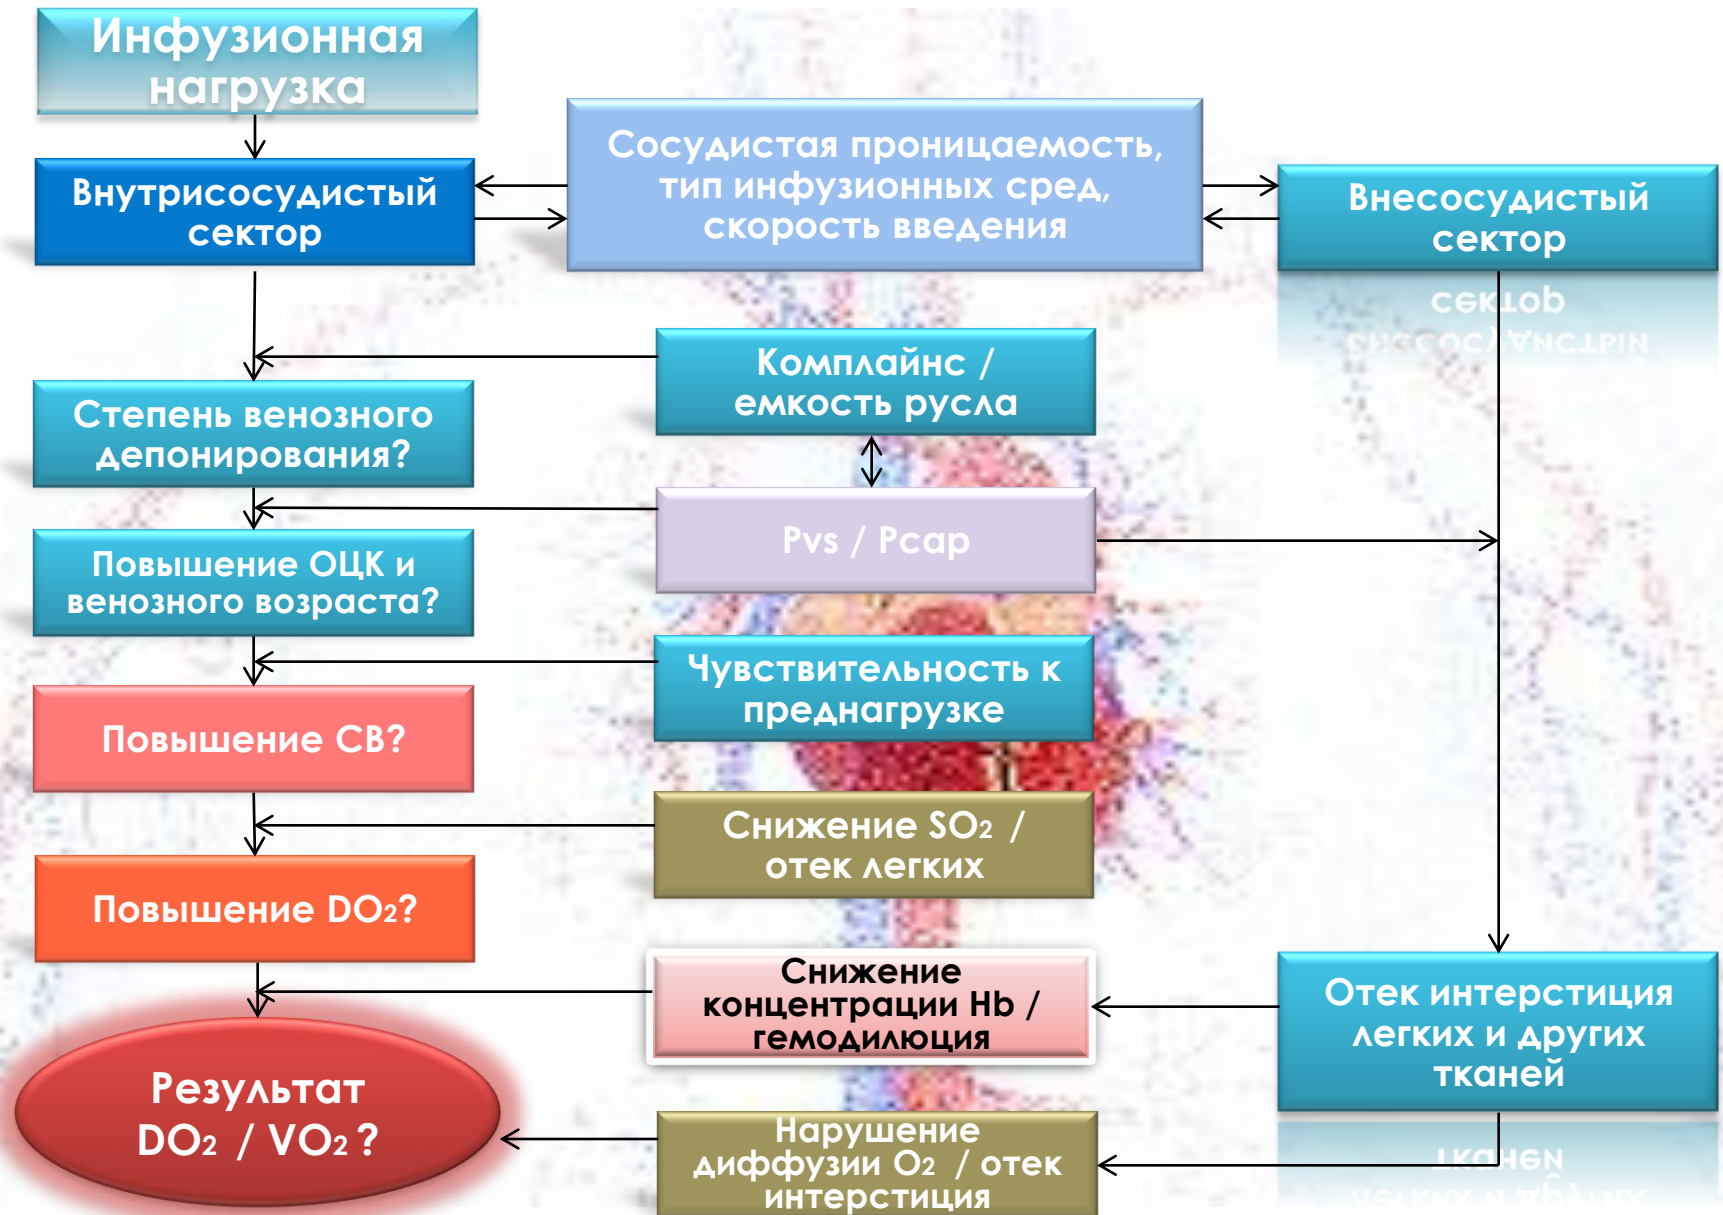 Инфузионная
нагрузка
Внутрисосудистый
сектор
Сосудистая проницаемость,
тип инфузионных сред,
скорость введения
Внесосудистый
сектор
Комплайнс /
емкость русла
Степень венозного
депонирования?
Pvs / Pcap
Повышение ОЦК и
венозного возраста?
Чувствительность к
преднагрузке
Повышение СВ?
Снижение SO₂ /
отек легких
Повышение DO₂?
Снижение
концентрации Hb /
гемодилюция
Отек интерстиция
легких и других
тканей
Результат
DO₂ / VO₂ ?
Нарушение
диффузии O₂ / отек
интерстиция